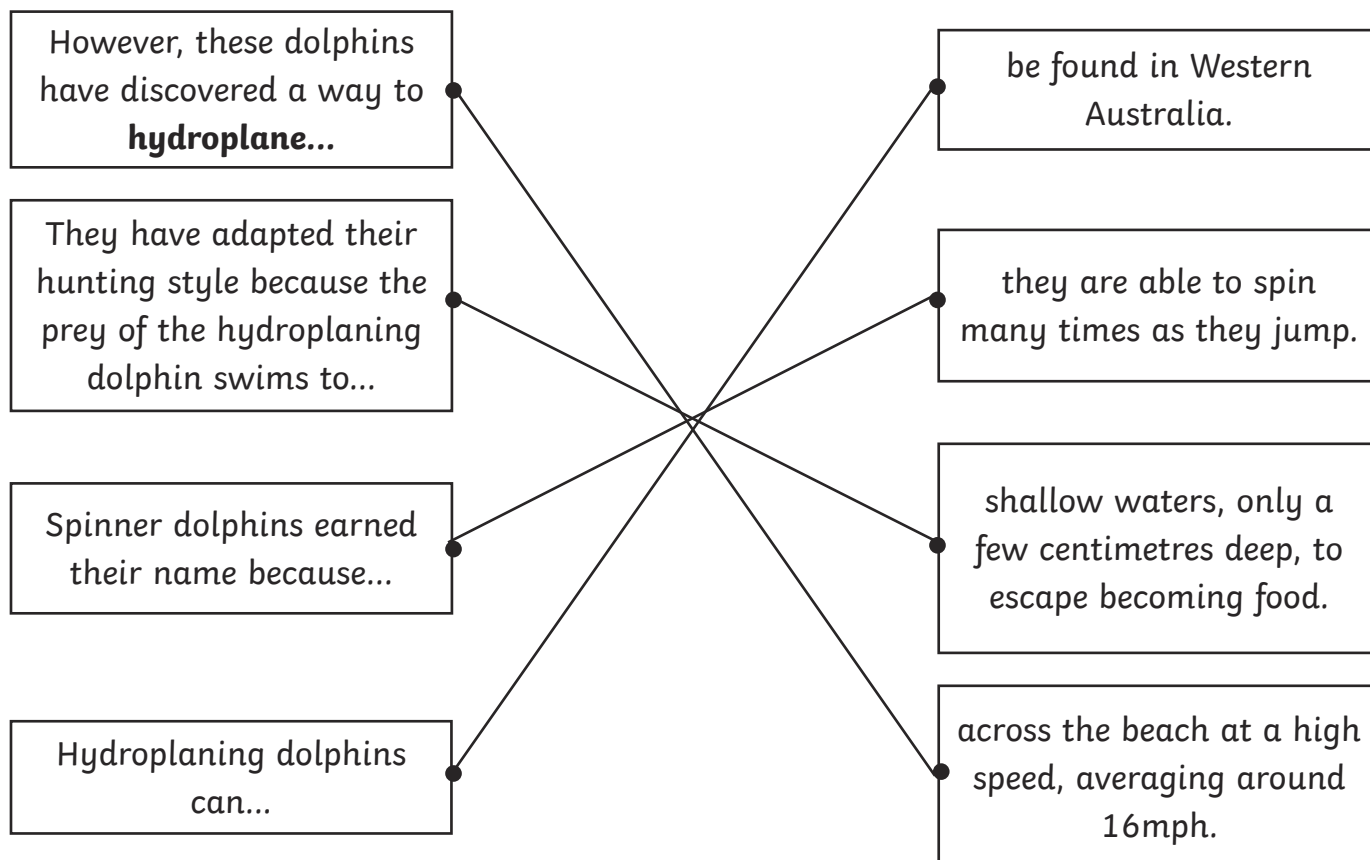 However, these dolphins
have discovered a way to
hydroplane...
They have adapted their
hunting style because the
prey of the hydroplaning
dolphin swims to...
Spinner dolphins earned
their name because...
Hydroplaning dolphins
can...
be found in Western
Australia.
they are able to spin
many times as they jump.
shallow waters, only a
few centimetres deep, to
escape becoming food.
across the beach at a high
speed, averaging around
16mph.